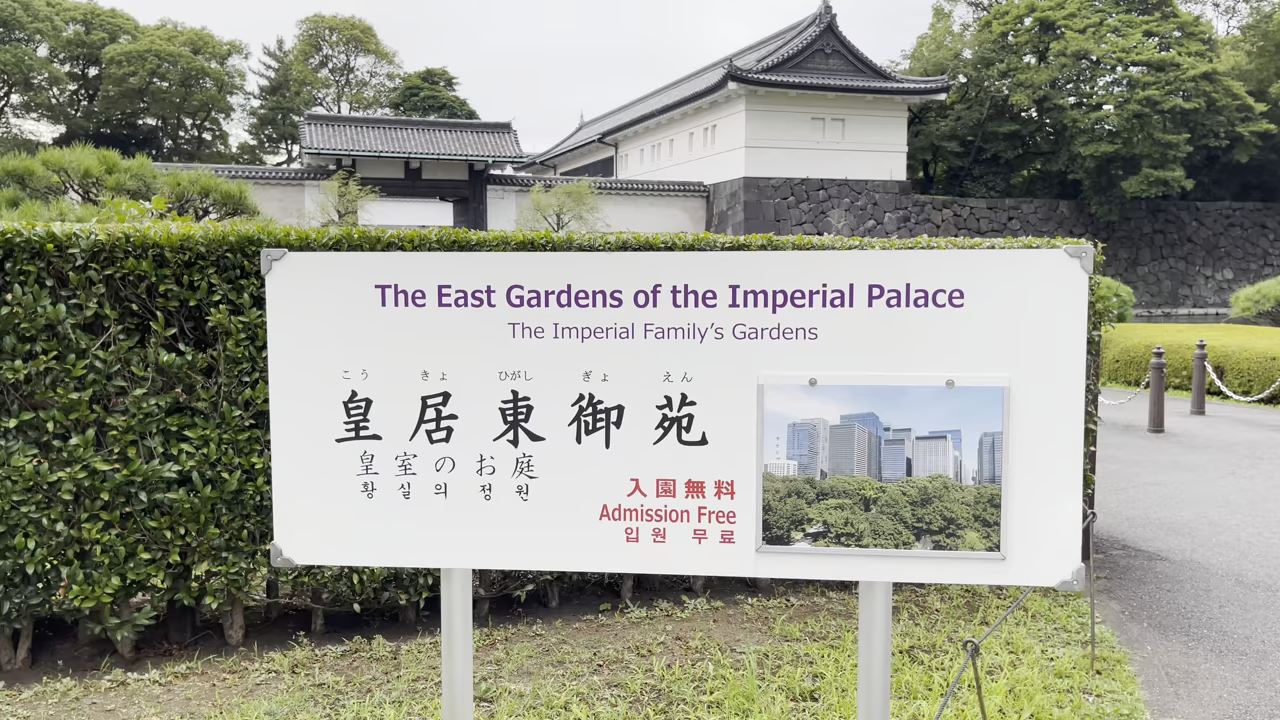 The East Gardens of the Imperial Palace
The Imperial Family's Gardens
こう きょ ひがし ぎょ えん
皇居東御苑
皇室のお庭
황실의 정원
入園無料
Admission Free
입원 무료